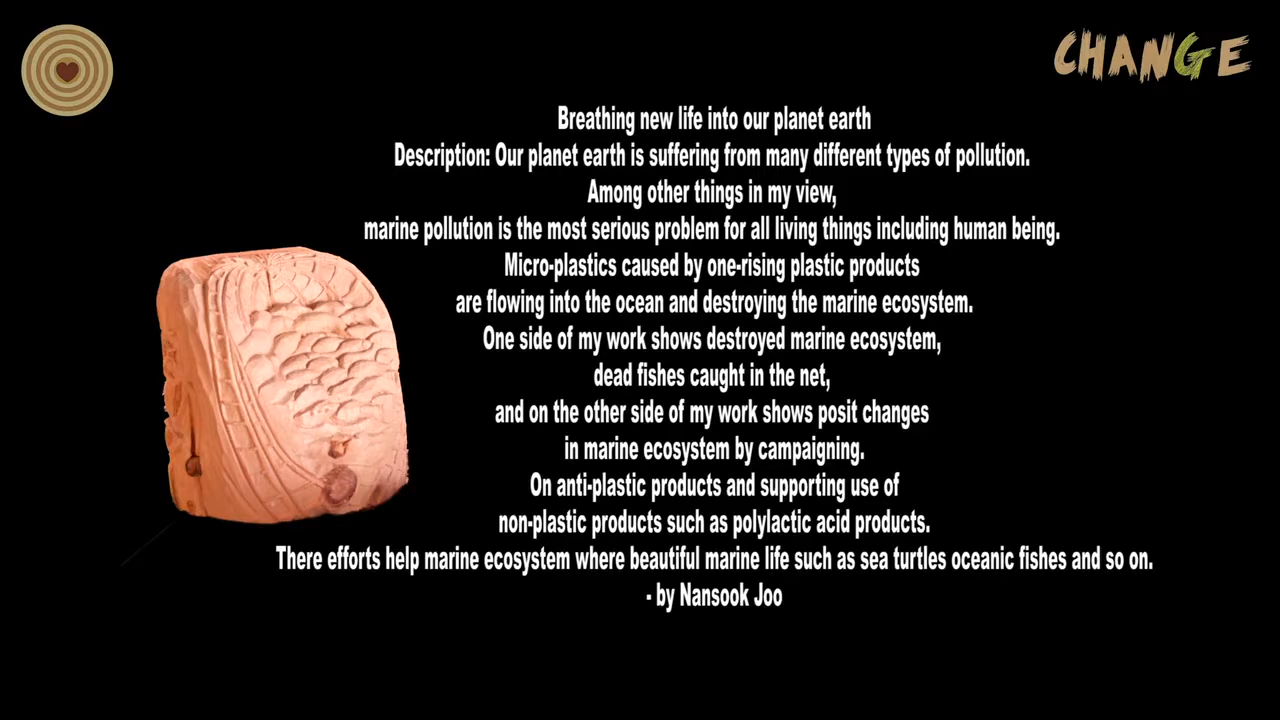 CHANGE
Breathing new life into our planet earth
Description: Our planet earth is suffering from many different types of pollution.
Among other things in my view,
marine pollution is the most serious problem for all living things including human being.
Micro-plastics caused by one-rising plastic products
are flowing into the ocean and destroying the marine ecosystem.
One side of my work shows destroyed marine ecosystem,
dead fishes caught in the net,
and on the other side of my work shows posit changes
in marine ecosystem by campaigning.
On anti-plastic products and supporting use of
non-plastic products such as polylactic acid products.
There efforts help marine ecosystem where beautiful marine life such as sea turtles oceanic fishes and so on.
- by Nansook Joo